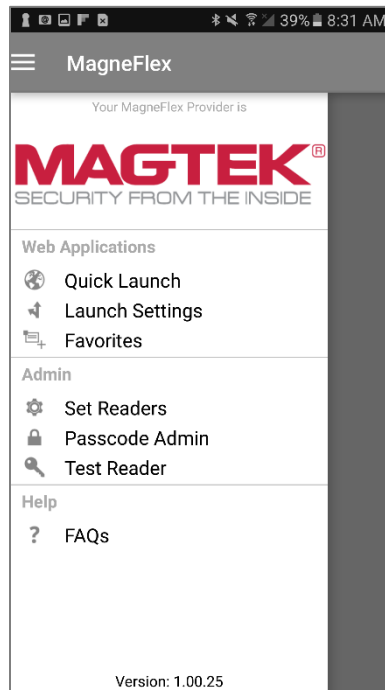 39% 8:31 AM
MagneFlex
Your MagneFlex Provider is
MAGTEK®
SECURITY FROM THE INSIDE
Web Applications
Quick Launch
Launch Settings
Favorites
Admin
Set Readers
Passcode Admin
Test Reader
Help
? FAQs
Version: 1.00.25